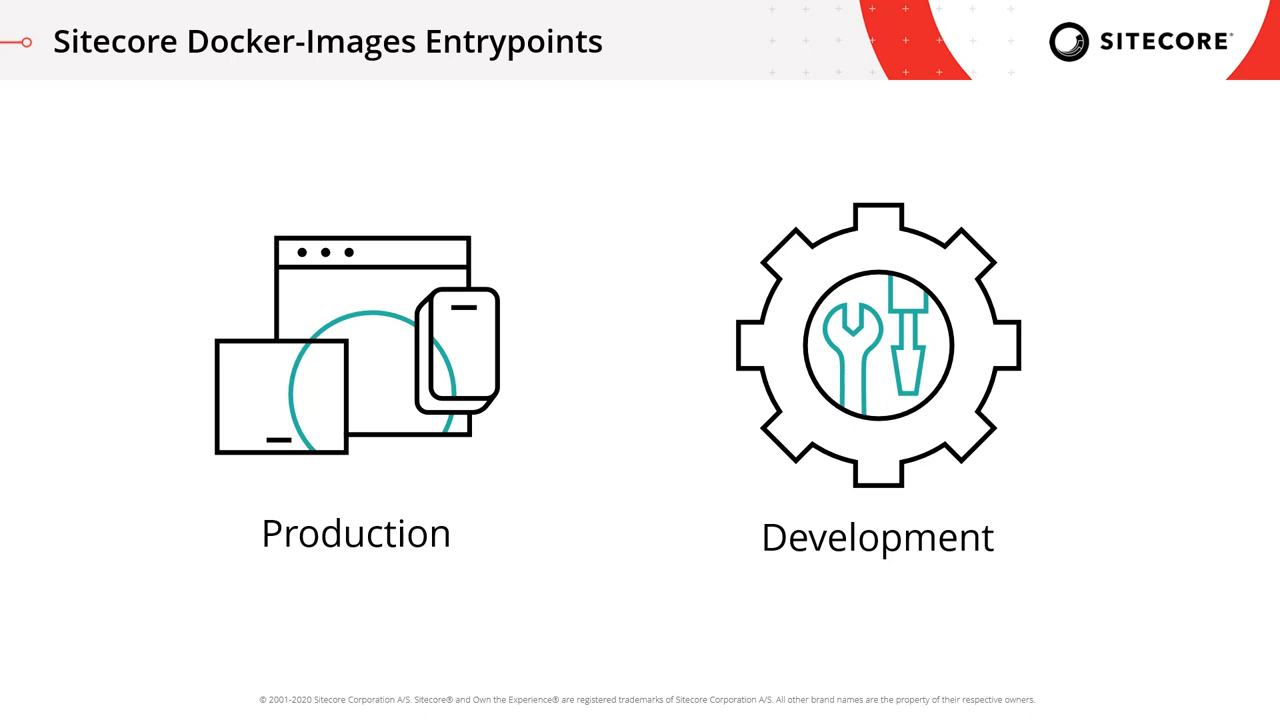 Sitecore Docker-Images Entrypoints
SITECORE®
Production
Development
© 2001-2020 Sitecore Corporation A/S. Sitecore® and Own the Experience® are registered trademarks of Sitecore Corporation A/S. All other brand names are the property of their respective owners.